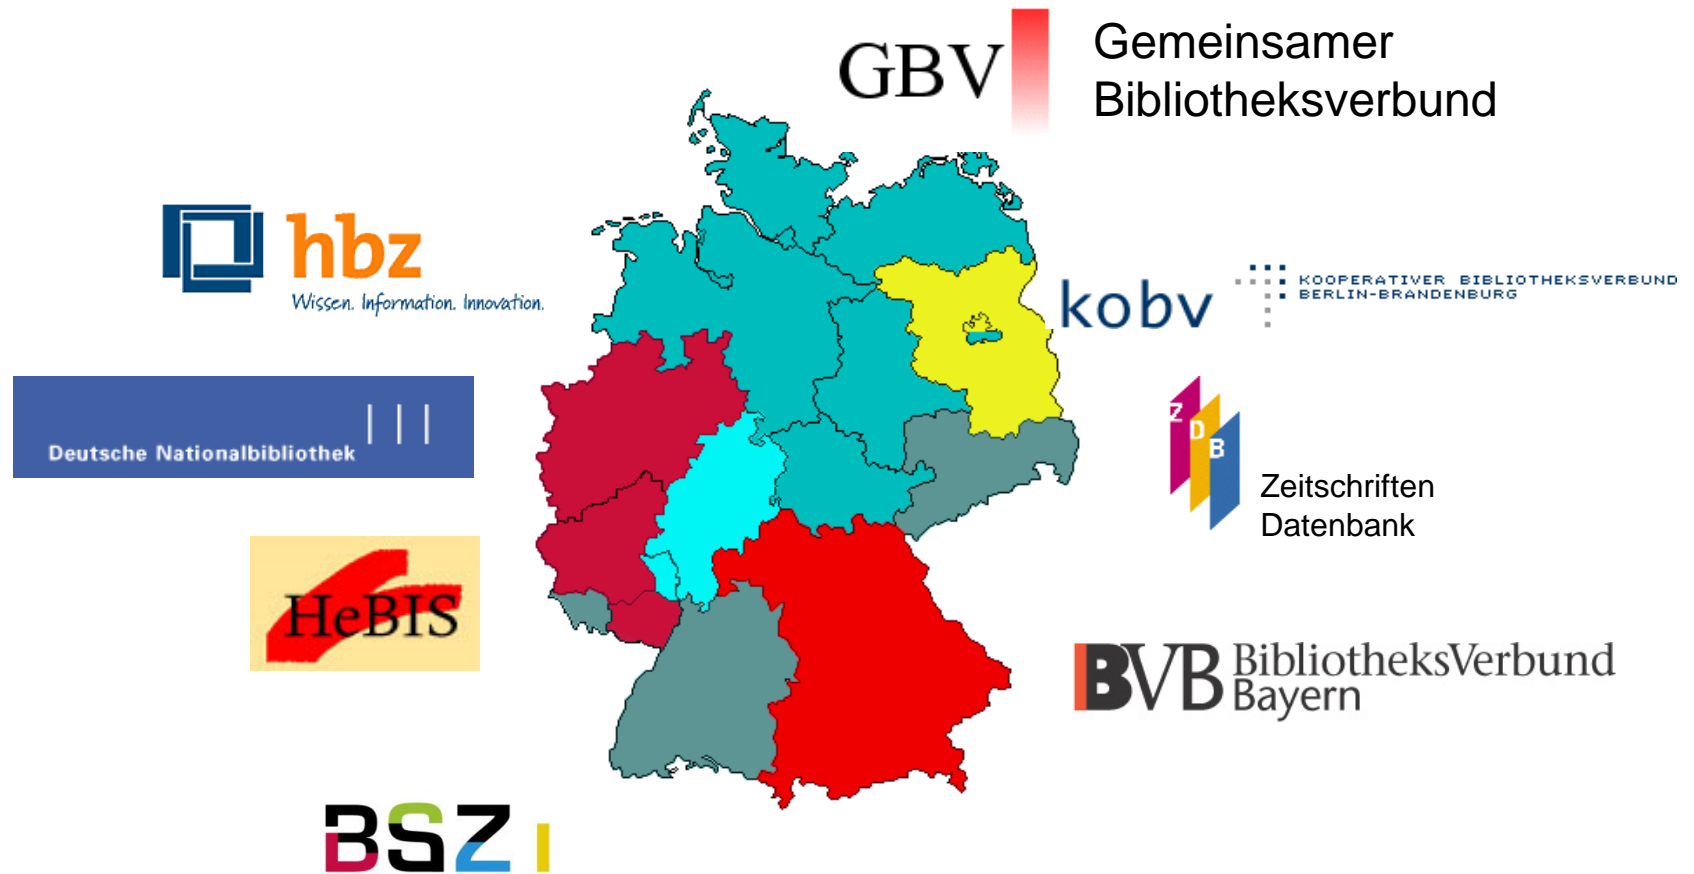 GBV
Gemeinsamer
Bibliotheksverbund
hbz
Wissen. Information. Innovation.
kobv
KOOPERATIVER BIBLIOTHEKSVERBUND
BERLIN-BRANDENBURG
Deutsche Nationalbibliothek
ZDB
Zeitschriften
Datenbank
HeBIS
BVB
BibliotheksVerbund
Bayern
BSZ